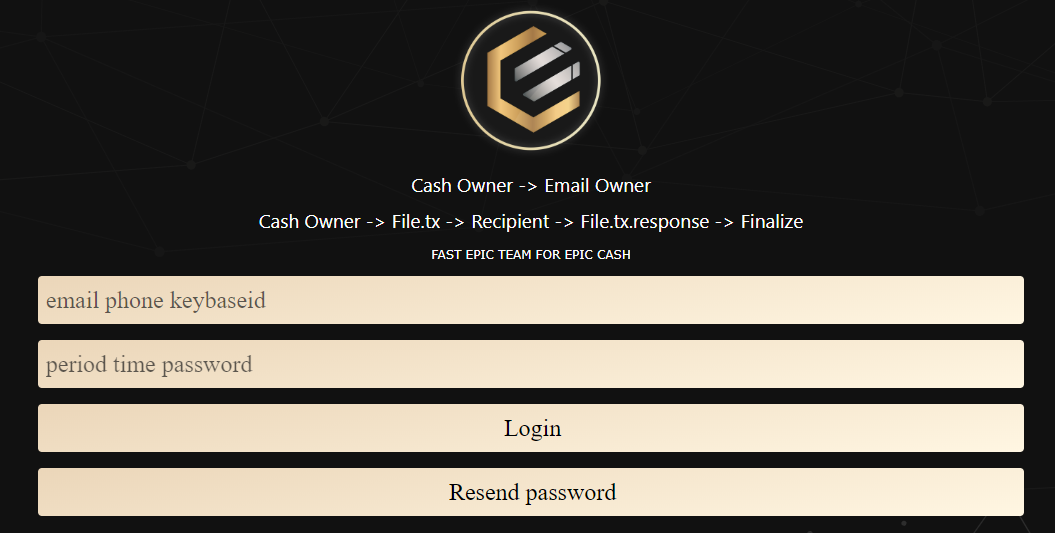 Cash Owner -> Email Owner
Cash Owner -> File.tx -> Recipient -> File.tx.response -> Finalize
FAST EPIC TEAM FOR EPIC CASH
email phone keybaseid
period time password
Login
Resend password